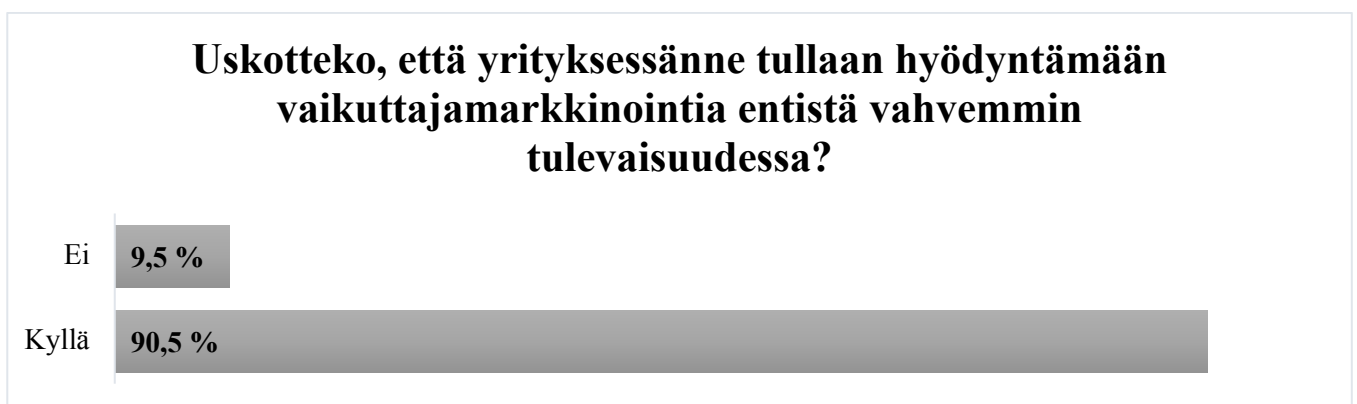 Uskotteko, että yrityksessänne tullaan hyödyntämään
vaikuttajamarkkinointia entistä vahvemmin
tulevaisuudessa?
Ei 9,5 %
Kyllä 90,5 %